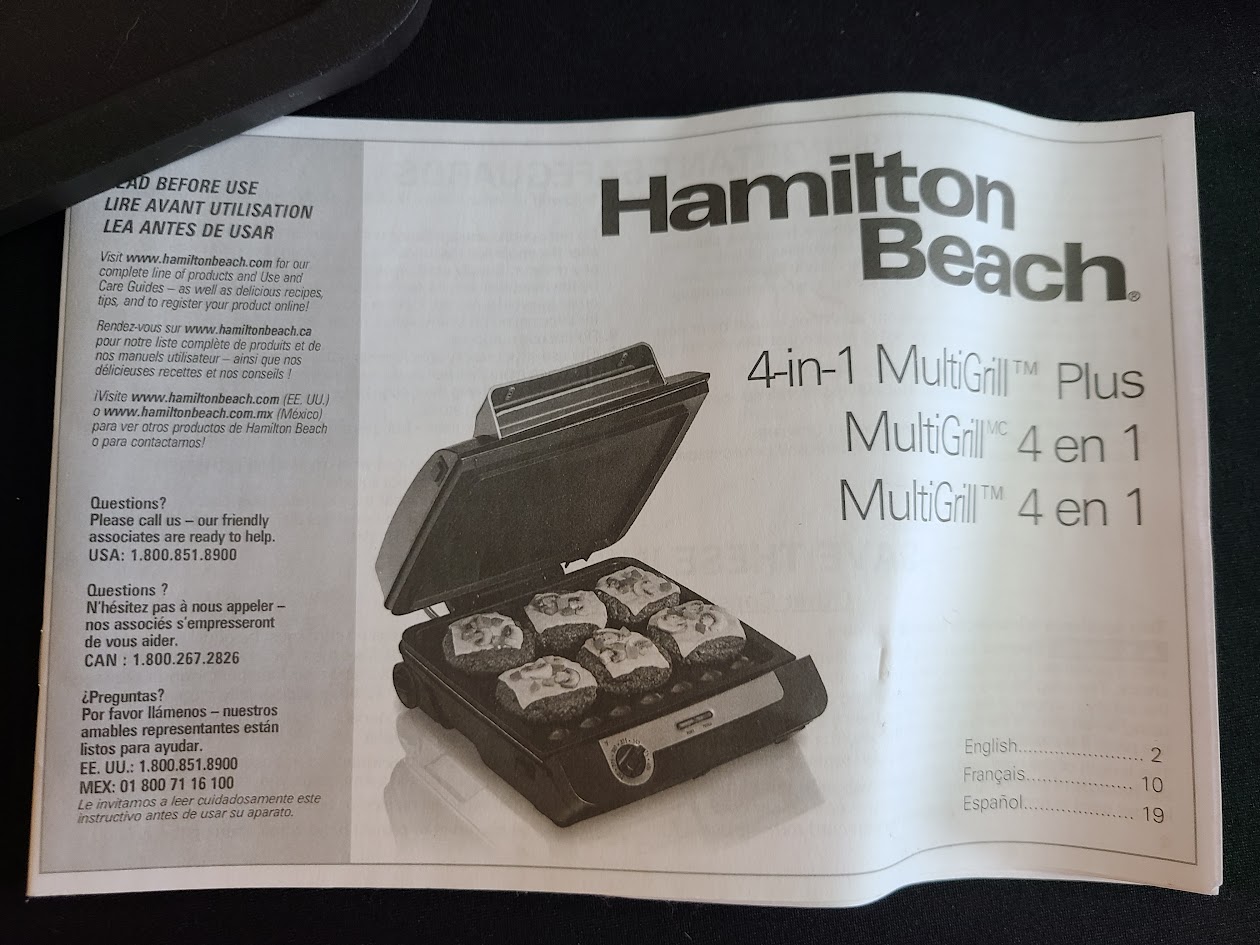 EAD BEFORE USE
LIRE AVANT UTILISATION
LEA ANTES DE USAR
Visit www.hamiltonbeach.com for our
complete line of products and Use and
Care Guides – as well as delicious recipes,
tips, and to register your product online!
Rendez-vous sur www.hamiltonbeach.ca
pour notre liste complète de produits et de
nos manuels utilisateur – ainsi que nos
délicieuses recettes et nos conseils !
¡Visite www.hamiltonbeach.com (EE. UU.)
o www.hamiltonbeach.com.mx (México)
para ver otros productos de Hamilton Beach
o para contactarnos!
Questions?
Please call us – our friendly
associates are ready to help.
USA: 1.800.851.8900
Questions ?
N'hésitez pas à nous appeler –
nos associés s'empresseront
de vous aider.
CAN : 1.800.267.2826
¿Preguntas?
Por favor llámenos – nuestros
amables representantes están
listos para ayudar.
EE. UU.: 1.800.851.8900
MEX: 01 800 71 16 100
Le invitamos a leer cuidadosamente este
instructivo antes de usar su aparato.
Hamilton
Beach®
4-in-1 MultiGrill™ Plus
MultiGrill MC 4 en 1
MultiGrill™ 4 en 1
English...................... 2
Français................... 10
Español.................... 19